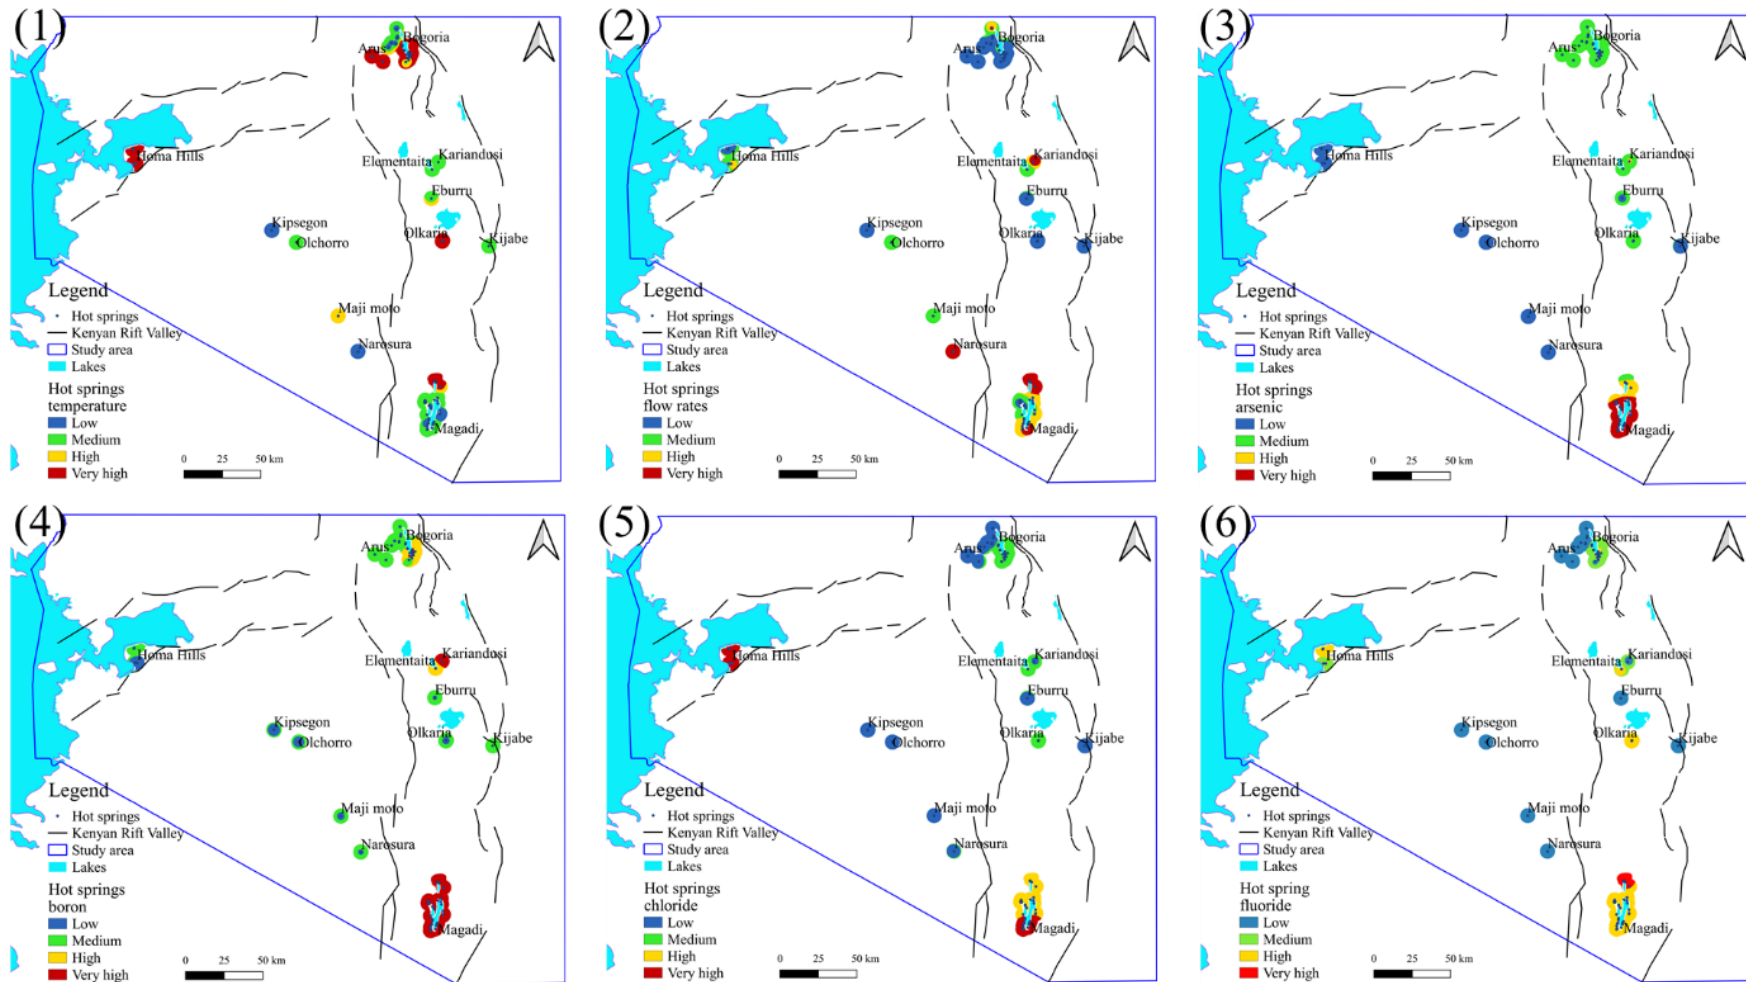 (1)
Arus
Bogoria
Homa Hills
Elementaita
Kariandusi
Eburru
Kipsegon
Olchorro
Olkaria
Kijabe
Maji moto
Narosura
Magadi
Legend
Hot springs
Kenyan Rift Valley
Study area
Lakes
Hot springs
temperature
Low
Medium
High
Very high
0 25 50 km
(2)
Arus
Bogoria
Homa Hills
Elementaita
Kariandusi
Eburru
Kipsegon
Olchorro
Olkaria
Kijabe
Maji moto
Narosura
Magadi
Legend
Hot springs
Kenyan Rift Valley
Study area
Lakes
Hot springs
flow rates
Low
Medium
High
Very high
0 25 50 km
(3)
Arus
Bogoria
Homa Hills
Elementaita
Kariandusi
Eburru
Kipsegon
Olchorro
Olkaria
Kijabe
Maji moto
Narosura
Magadi
Legend
Hot springs
Kenyan Rift Valley
Study area
Lakes
Hot springs
arsenic
Low
Medium
High
Very high
0 25 50 km
(4)
Arus
Bogoria
Homa Hills
Elementaita
Kariandusi
Eburru
Kipsegon
Olchorro
Olkaria
Kijabe
Maji moto
Narosura
Magadi
Legend
Hot springs
Kenyan Rift Valley
Study area
Lakes
Hot springs
boron
Low
Medium
High
Very high
0 25 50 km
(5)
Arus
Bogoria
Homa Hills
Elementaita
Kariandusi
Eburru
Kipsegon
Olchorro
Olkaria
Kijabe
Maji moto
Narosura
Magadi
Legend
Hot springs
Kenyan Rift Valley
Study area
Lakes
Hot springs
chloride
Low
Medium
High
Very high
0 25 50 km
(6)
Arus
Bogoria
Homa Hills
Elementaita
Kariandusi
Eburru
Kipsegon
Olchorro
Olkaria
Kijabe
Maji moto
Narosura
Magadi
Legend
Hot springs
Kenyan Rift Valley
Study area
Lakes
Hot spring
fluoride
Low
Medium
High
Very high
0 25 50 km